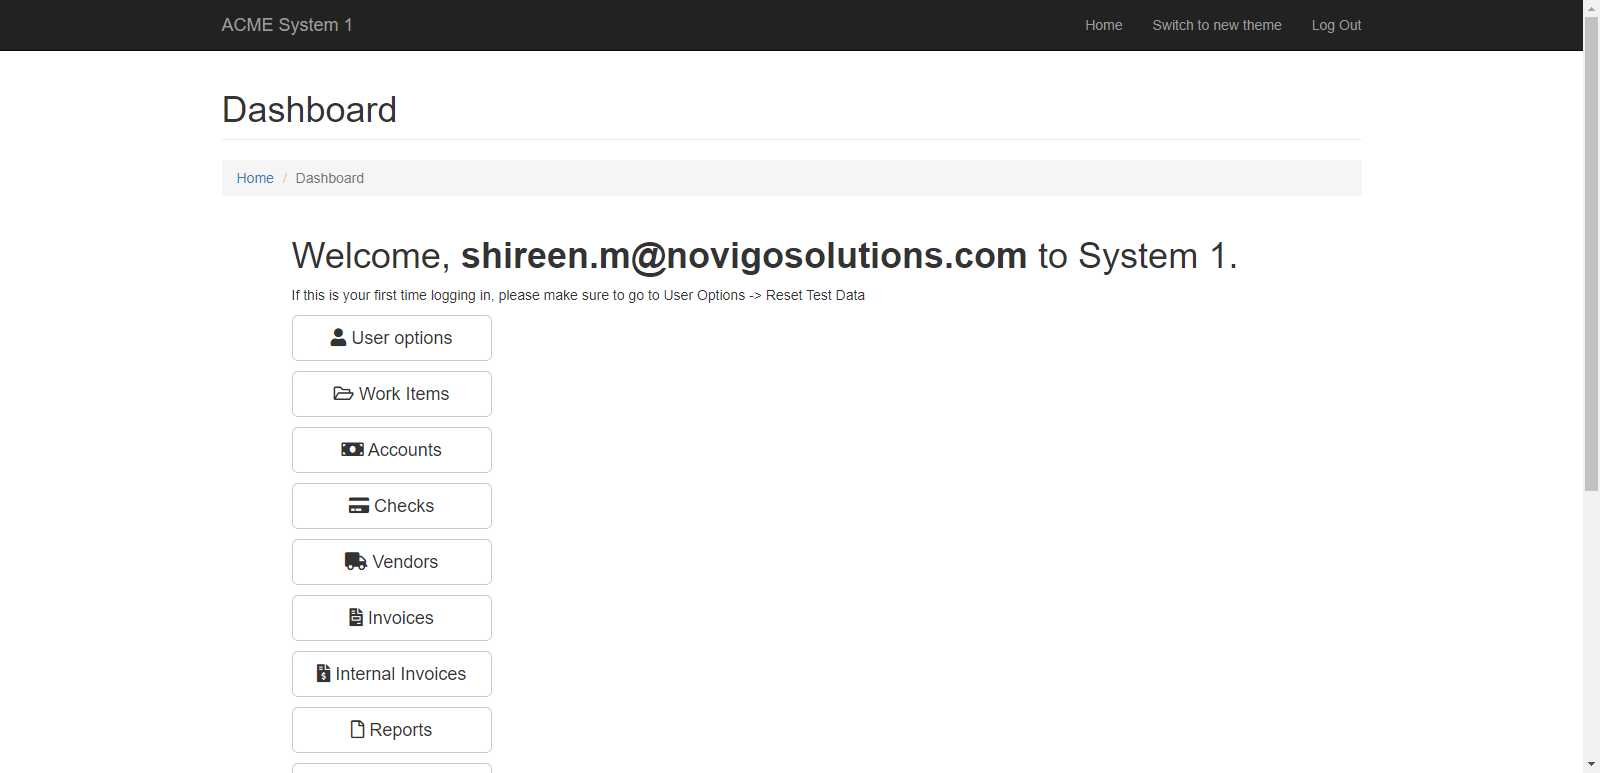 ACME System 1 Home Switch to new theme Log Out
Dashboard
Home / Dashboard
Welcome, shireen.m@novigosolutions.com to System 1.
If this is your first time logging in, please make sure to go to User Options -> Reset Test Data
User options
Work Items
Accounts
Checks
Vendors
Invoices
Internal Invoices
Reports